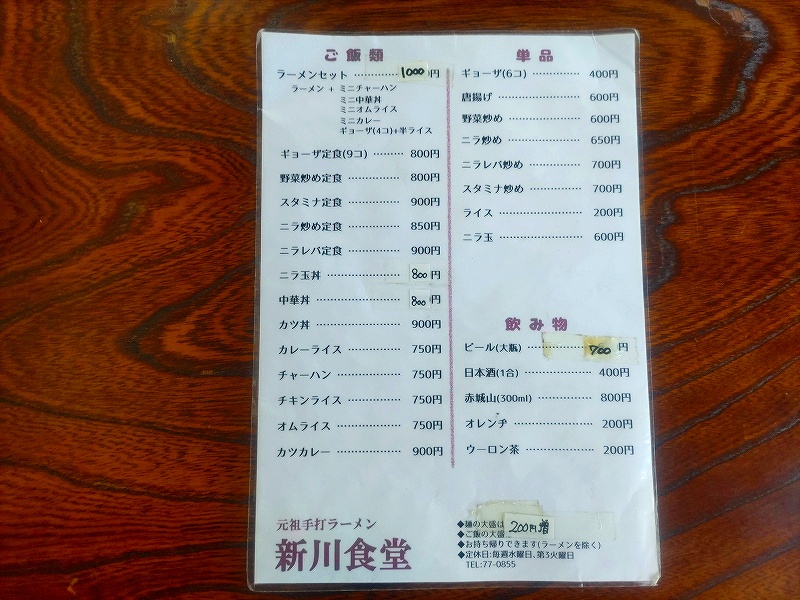 ご飯類
ラーメンセット ………… 1000円
ラーメン + ミニチャーハン
ミニ中華丼
ミニオムライス
ミニカレー
ギョーザ(4コ)+半ライス
ギョーザ定食(9コ) ……… 800円
野菜炒め定食 ……… 800円
スタミナ定食 ……… 900円
ニラ炒め定食 ……… 850円
ニラレバ定食 ……… 900円
ニラ玉丼 ……… 800円
中華丼 ……… 800円
カツ丼 ……… 900円
カレーライス ……… 750円
チャーハン ……… 750円
チキンライス ……… 750円
オムライス ……… 750円
カツカレー ……… 900円
元祖手打ラーメン
新川食堂
単品
ギョーザ(6コ) ……… 400円
唐揚げ ……… 600円
野菜炒め ……… 600円
ニラ炒め ……… 650円
ニラレバ炒め ……… 700円
スタミナ炒め ……… 700円
ライス ……… 200円
ニラ玉 ……… 600円
飲み物
ビール(大瓶) ……… 700円
日本酒(1合) ……… 400円
赤城山(300ml) ……… 800円
オレンヂ ……… 200円
ウーロン茶 ……… 200円
◆麺の大盛は 200円増
◆ご飯の大盛
◆お持ち帰りできます(ラーメンを除く)
◆定休日:毎週水曜日、第3火曜日
TEL:77-0855